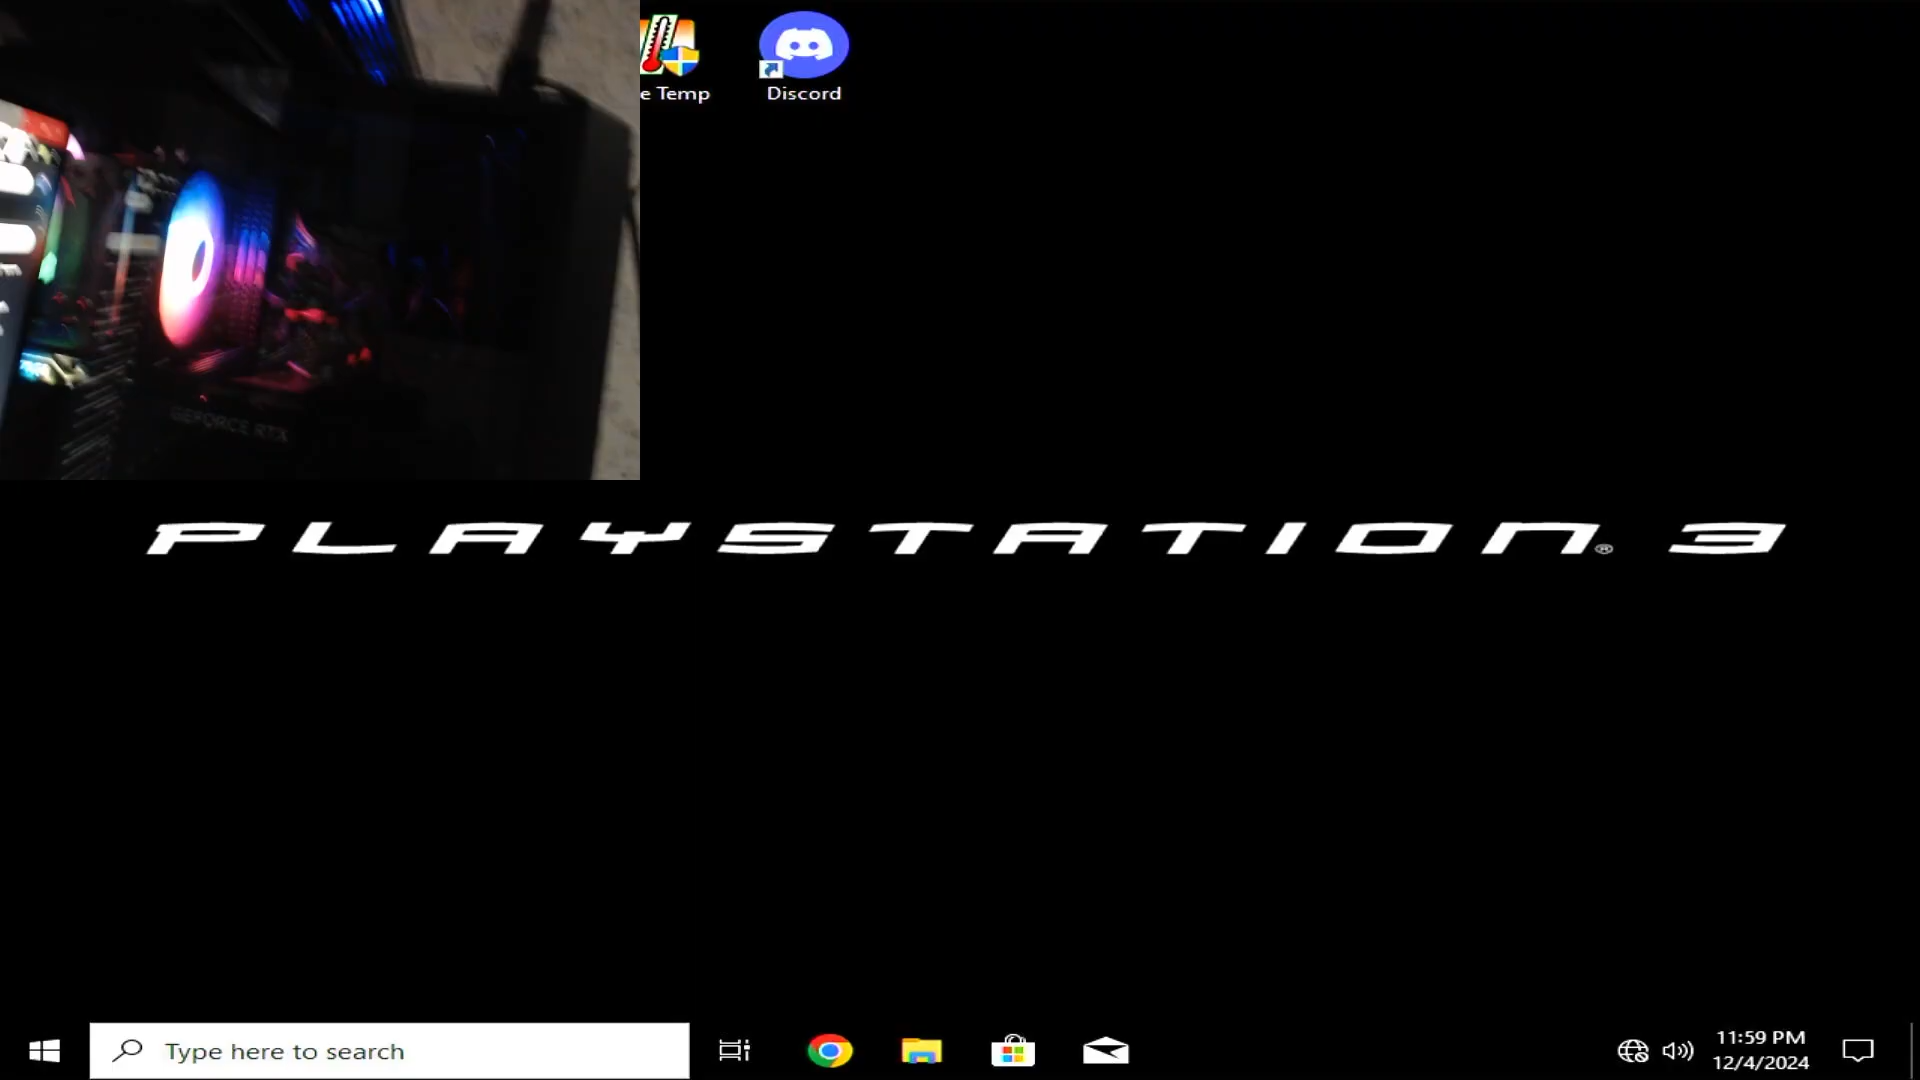 e Temp
Discord
GEFORCE RTX
PLAYSTATION® 3
Type here to search
11:59 PM
12/4/2024